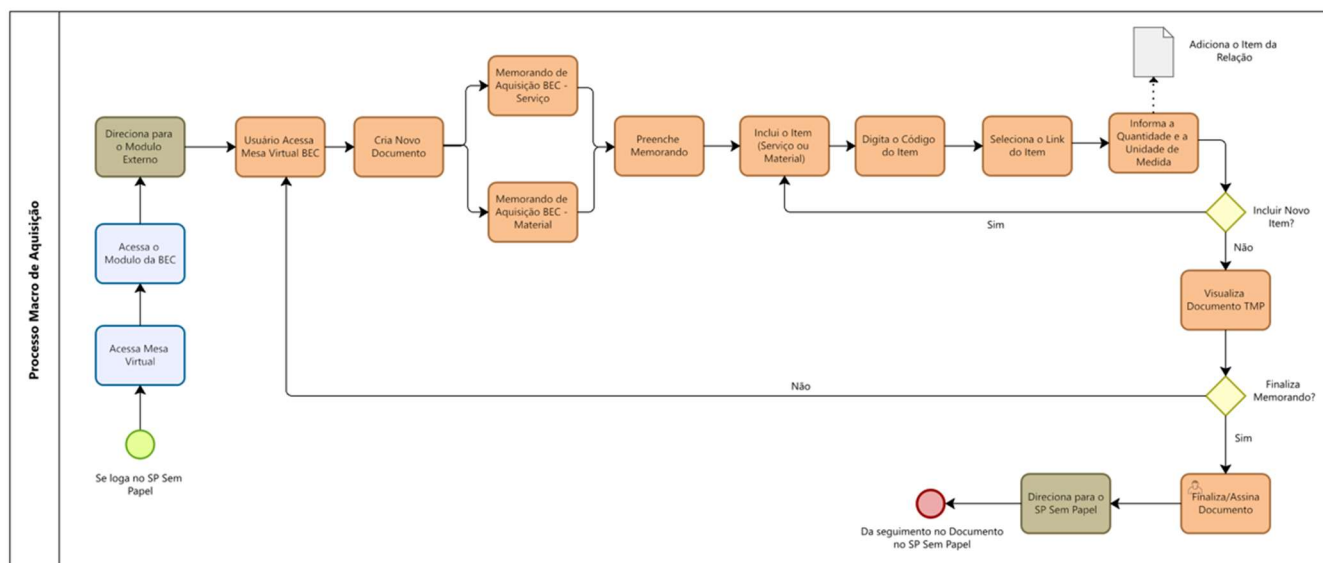 Processo Macro de Aquisição
Se loga no SP Sem
Papel
Acessa Mesa
Virtual
Acessa o
Modulo da BEC
Direciona para
o Modulo
Externo
Usuário Acessa
Mesa Virtual BEC
Cria Novo
Documento
Memorando de
Aquisição BEC -
Serviço
Memorando de
Aquisição BEC -
Material
Preenche
Memorando
Inclui o Item
(Serviço ou
Material)
Digita o Código
do Item
Seleciona o Link
do Item
Informa a
Quantidade e a
Unidade de
Medida
Adiciona o Item da
Relação
Incluir Novo
Item?
Sim
Não
Visualiza
Documento TMP
Finaliza
Memorando?
Não
Sim
Finaliza/Assina
Documento
Direciona para o
SP Sem Papel
Da seguimento no Documento
no SP Sem Papel